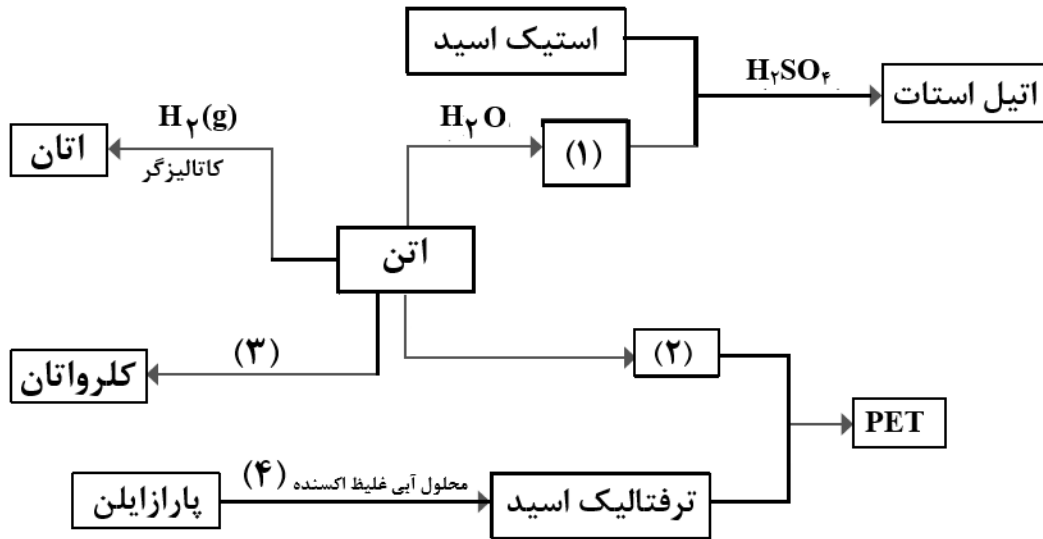 استیک اسید
H۲SO۴
اتیل استات
H۲(g)
H۲O
اتان
کاتالیزگر
(۱)
اتن
(۳)
(۲)
کلرواتان
PET
(۴) محلول آبی غلیظ اکسنده
پارازایلن
ترفتالیک اسید